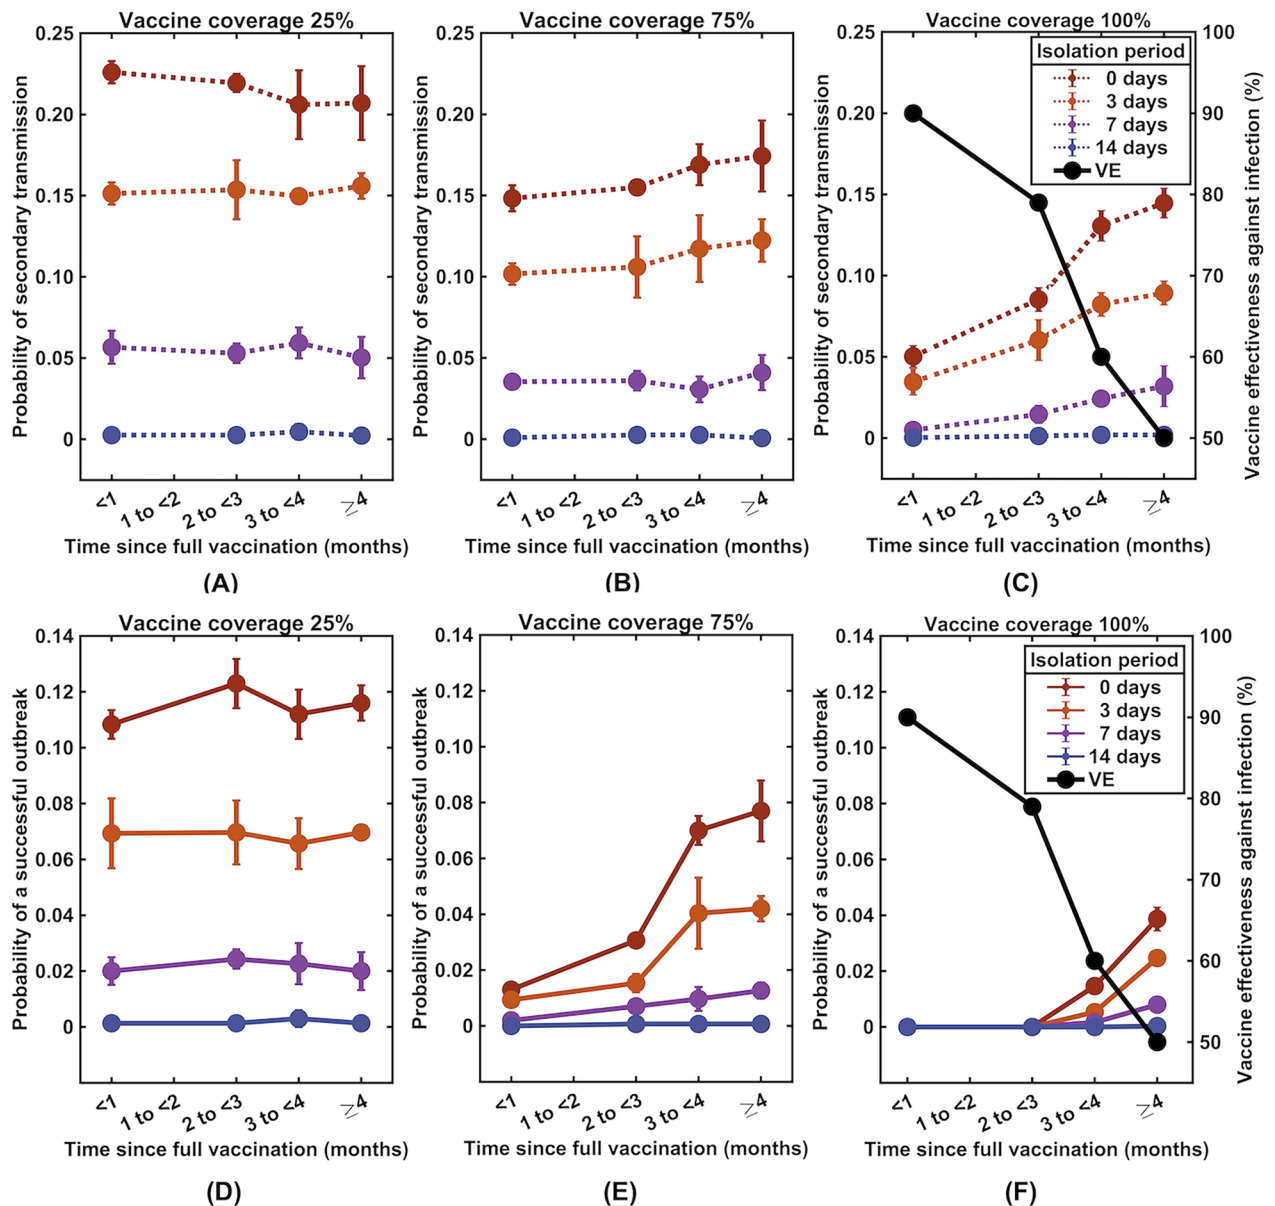 Vaccine coverage 25%
Vaccine coverage 75%
Vaccine coverage 100%
Probability of secondary transmission
0.25
0.20
0.15
0.10
0.05
0
<1
1 to <2
2 to <3
3 to <4
≥4
Time since full vaccination (months)
(A)
Probability of secondary transmission
0.25
0.20
0.15
0.10
0.05
0
<1
1 to <2
2 to <3
3 to <4
≥4
Time since full vaccination (months)
(B)
Probability of secondary transmission
0.25
0.20
0.15
0.10
0.05
0
Isolation period
0 days
3 days
7 days
14 days
VE
100
90
80
70
60
50
Vaccine effectiveness against infection (%)
<1
1 to <2
2 to <3
3 to <4
≥4
Time since full vaccination (months)
(C)
Vaccine coverage 25%
Vaccine coverage 75%
Vaccine coverage 100%
Probability of a successful outbreak
0.14
0.12
0.10
0.08
0.06
0.04
0.02
0
<1
1 to <2
2 to <3
3 to <4
≥4
Time since full vaccination (months)
(D)
Probability of a successful outbreak
0.14
0.12
0.10
0.08
0.06
0.04
0.02
0
<1
1 to <2
2 to <3
3 to <4
≥4
Time since full vaccination (months)
(E)
Probability of a successful outbreak
0.14
0.12
0.10
0.08
0.06
0.04
0.02
0
Isolation period
0 days
3 days
7 days
14 days
VE
100
90
80
70
60
50
Vaccine effectiveness against infection (%)
<1
1 to <2
2 to <3
3 to <4
≥4
Time since full vaccination (months)
(F)